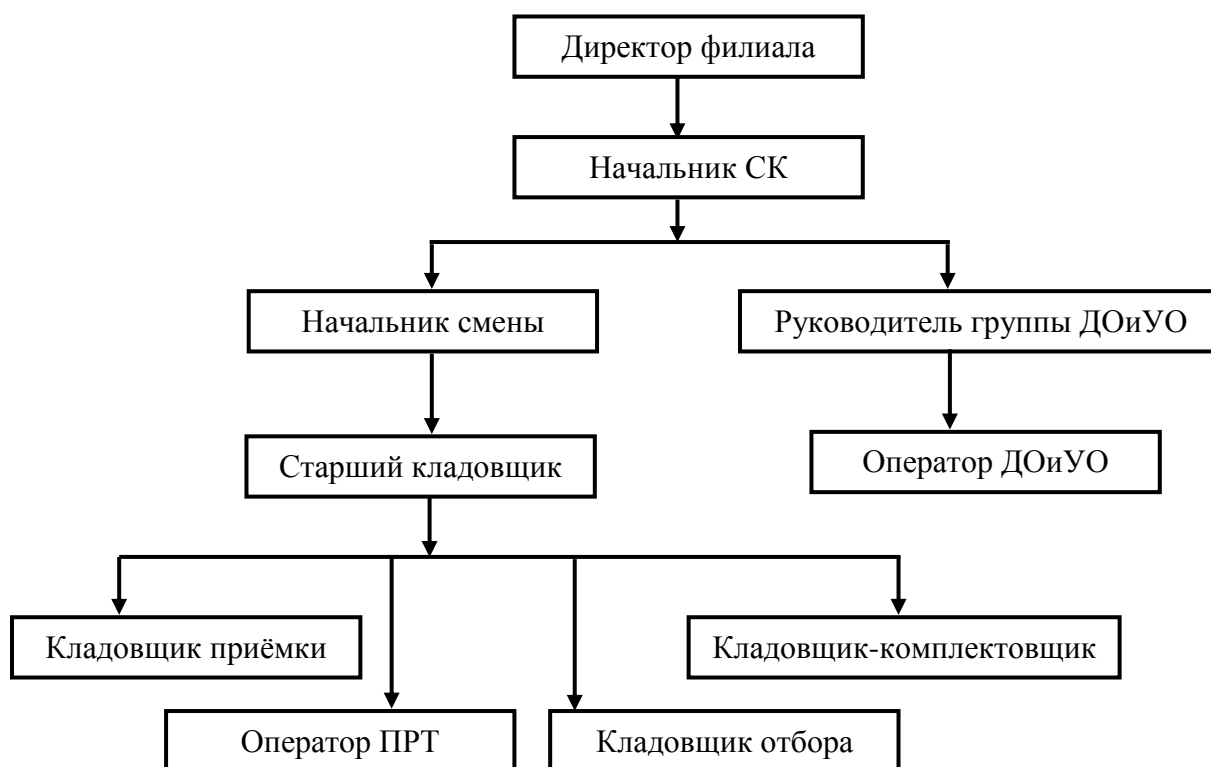 Директор филиала
Начальник СК
Начальник смены
Руководитель группы ДОиУО
Старший кладовщик
Оператор ДОиУО
Кладовщик приёмки
Кладовщик-комплектовщик
Оператор ПРТ
Кладовщик отбора